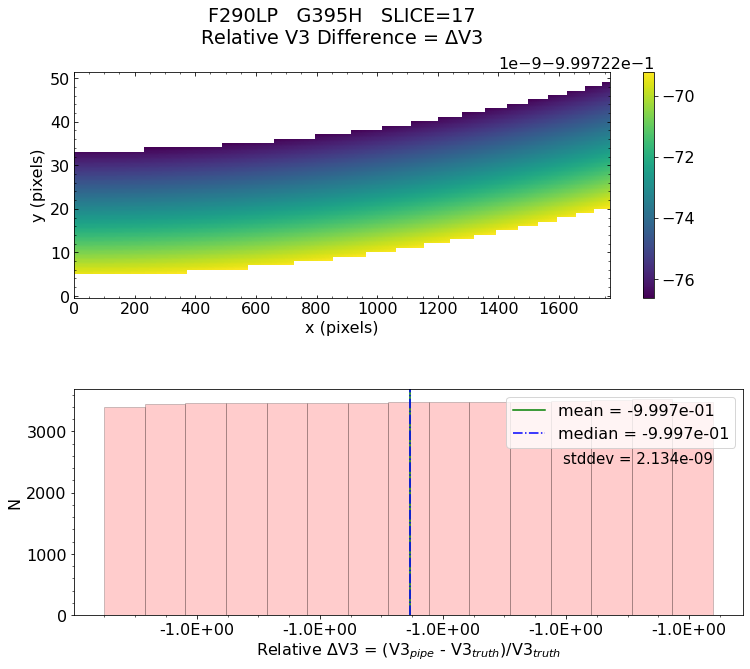 F290LP G395H SLICE=17
Relative V3 Difference = ΔV3
1e−9−9.99722e−1
50
40
30
20
10
0
y (pixels)
0 200 400 600 800 1000 1200 1400 1600
x (pixels)
−70
−72
−74
−76
3000
2000
1000
0
N
mean = -9.997e-01
median = -9.997e-01
stddev = 2.134e-09
-1.0E+00 -1.0E+00 -1.0E+00 -1.0E+00 -1.0E+00
Relative ΔV3 = (V3pipe - V3truth)/V3truth